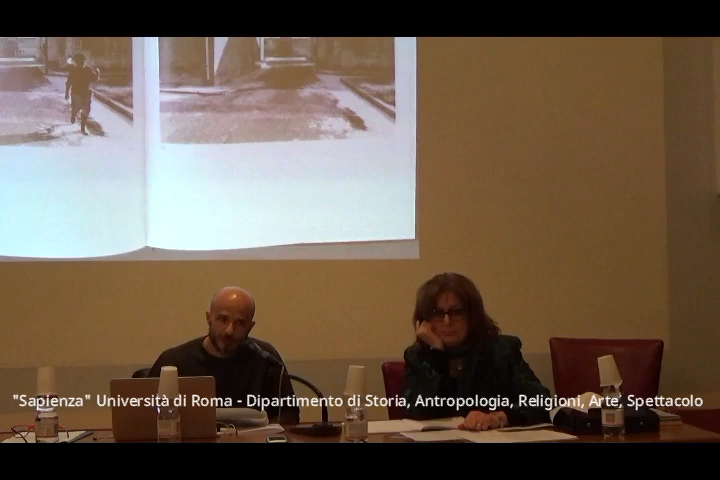 "Sapienza" Università di Roma - Dipartimento di Storia, Antropologia, Religioni, Arte, Spettacolo